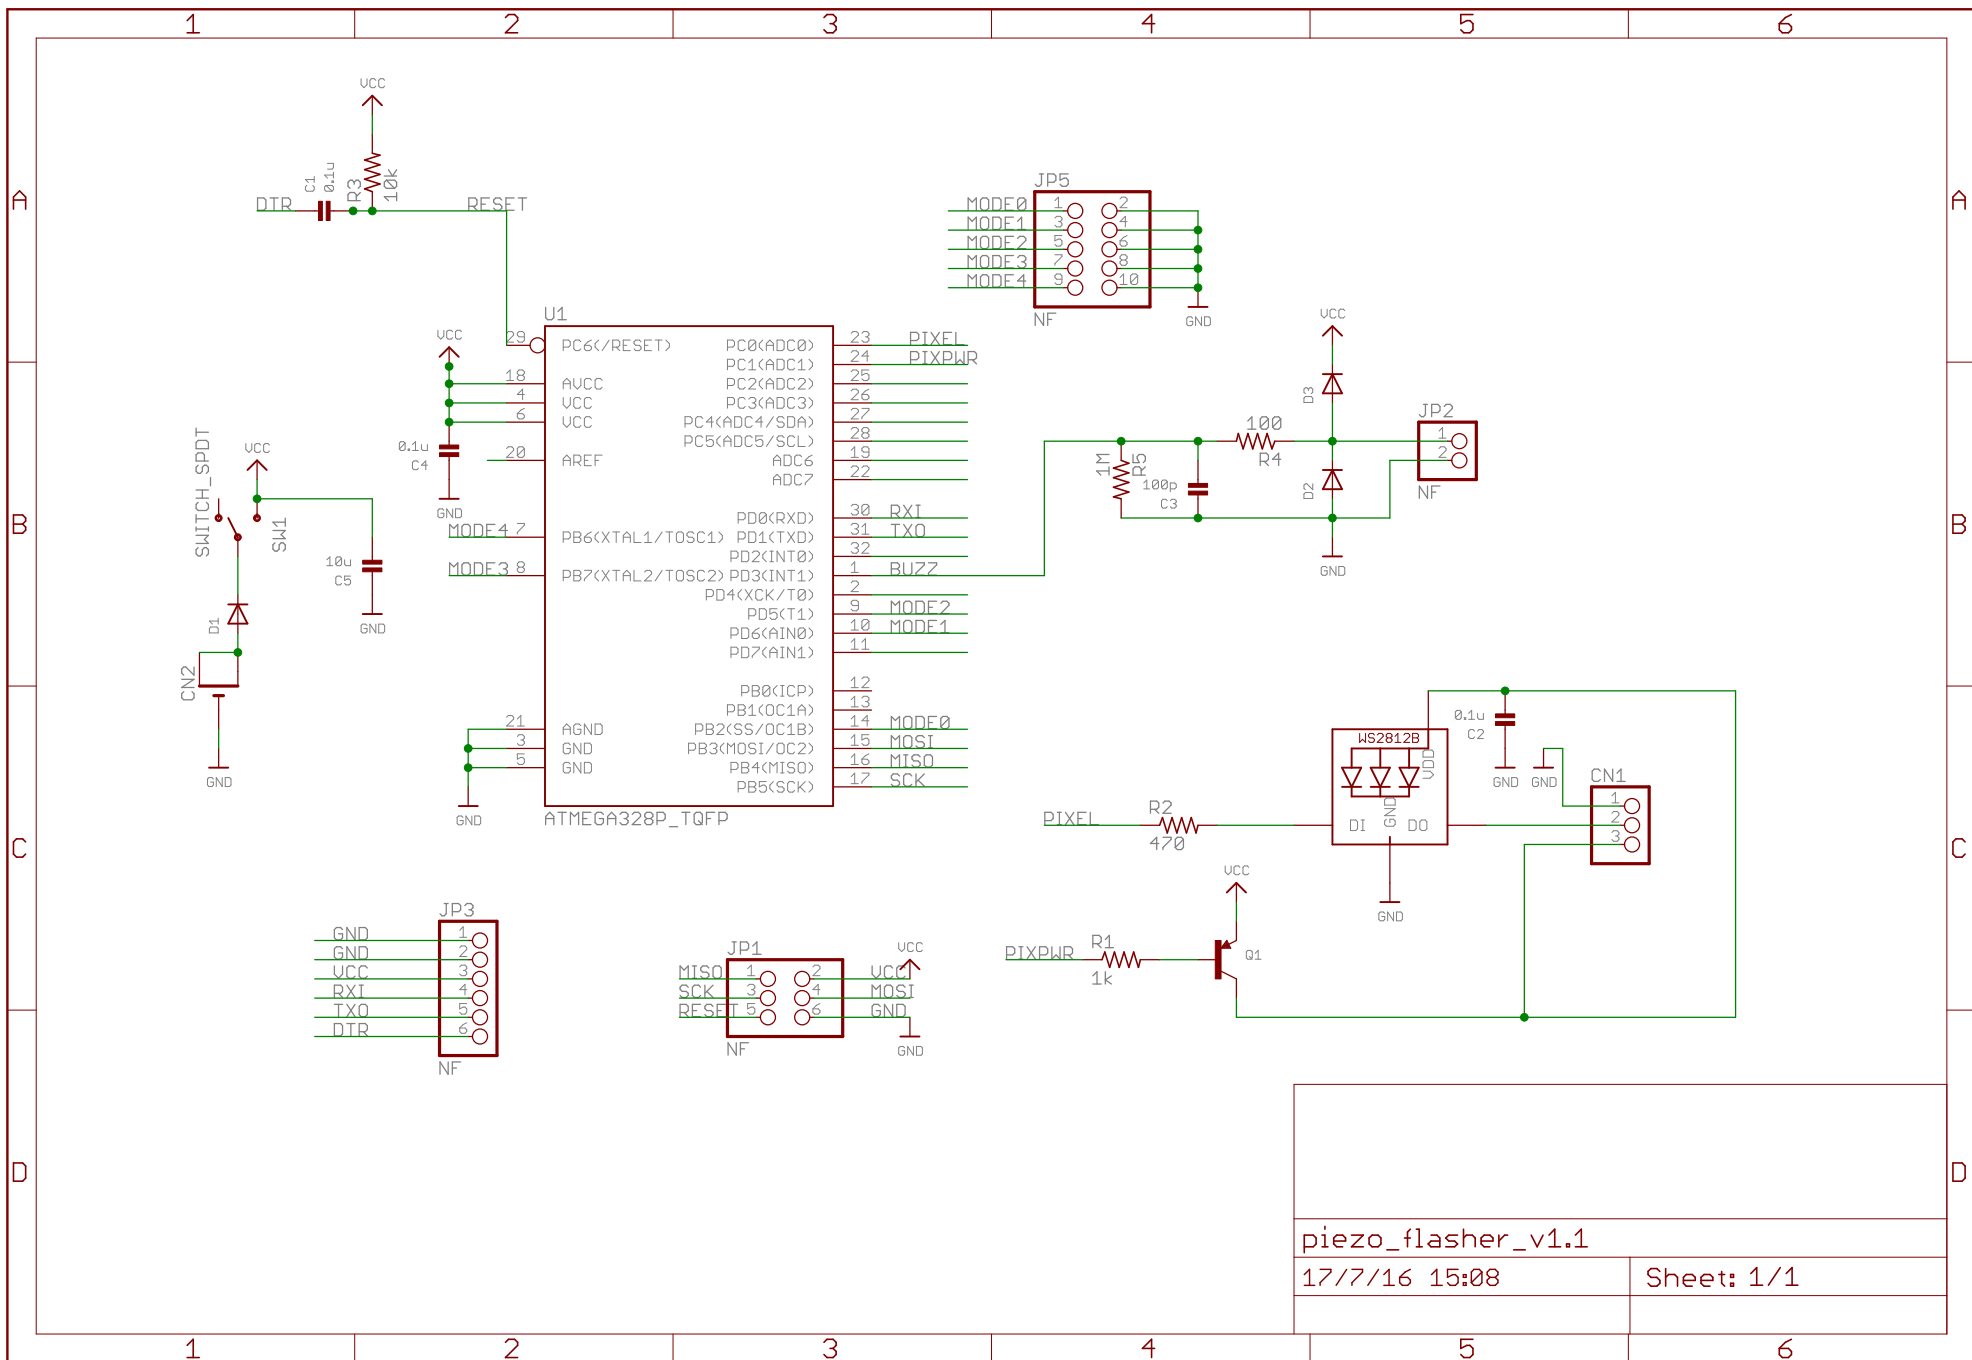 1 2 3 4 5 6
A A
B B
C C
D D
VCC
C1
0.1u
R3
10k
DTR
RESET
JP5
MODE0 1 2
MODE1 3 4
MODE2 5 6
MODE3 7 8
MODE4 9 10
NF
GND
U1
29 PC6(/RESET)
VCC
18 AVCC
4 VCC
6 VCC
20 AREF
0.1u
C4
GND
MODE4 7 PB6(XTAL1/TOSC1)
MODE3 8 PB7(XTAL2/TOSC2)
21 AGND
3 GND
5 GND
GND
PC0(ADC0) 23 PIXEL
PC1(ADC1) 24 PIXPWR
PC2(ADC2) 25
PC3(ADC3) 26
PC4(ADC4/SDA) 27
PC5(ADC5/SCL) 28
ADC6 19
ADC7 22
PD0(RXD) 30 RXI
PD1(TXD) 31 TXO
PD2(INT0) 32
PD3(INT1) 1 BUZZ
PD4(XCK/T0) 2
PD5(T1) 9 MODE2
PD6(AIN0) 10 MODE1
PD7(AIN1) 11
PB0(ICP) 12
PB1(OC1A) 13
PB2(SS/OC1B) 14 MODE0
PB3(MOSI/OC2) 15 MOSI
PB4(MISO) 16 MISO
PB5(SCK) 17 SCK
ATMEGA328P_TQFP
SWITCH_SPDT
VCC
SW1
10u
C5
GND
D1
CN2
GND
VCC
D3
100
R4
1M
R5
100p
C3
D2
GND
JP2
1
2
NF
WS2812B
VDD
GND
DI
DO
GND
0.1u
C2
GND
GND
CN1
1
2
3
PIXEL
R2
470
VCC
PIXPWR
R1
1k
Q1
JP3
GND 1
GND 2
VCC 3
RXI 4
TXO 5
DTR 6
NF
JP1
VCC
MISO 1 2 VCC
SCK 3 4 MOSI
RESET 5 6 GND
NF
GND
piezo_flasher_v1.1
17/7/16 15:08
Sheet: 1/1
1 2 3 4 5 6